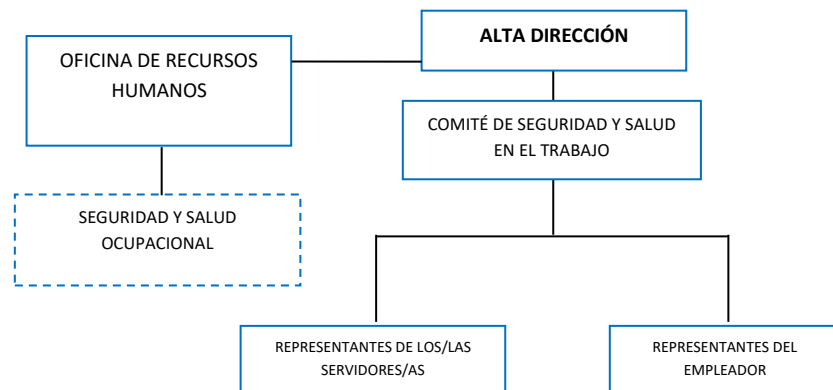 ALTA DIRECCIÓN
OFICINA DE RECURSOS
HUMANOS
COMITÉ DE SEGURIDAD Y SALUD
EN EL TRABAJO
SEGURIDAD Y SALUD
OCUPACIONAL
REPRESENTANTES DE LOS/LAS
SERVIDORES/AS
REPRESENTANTES DEL
EMPLEADOR